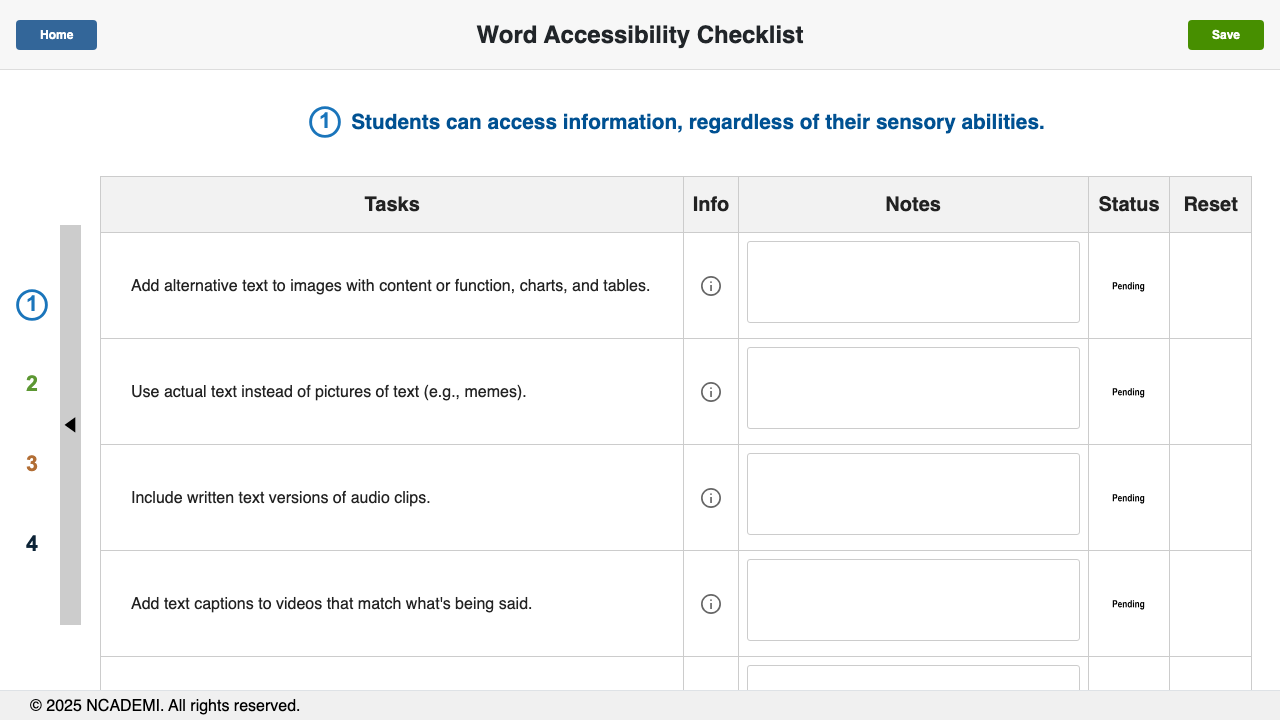 Home
Word Accessibility Checklist
Save
1 Students can access information, regardless of their sensory abilities.
Tasks Info Notes Status Reset
Add alternative text to images with content or function, charts, and tables. Pending
Use actual text instead of pictures of text (e.g., memes). Pending
Include written text versions of audio clips. Pending
Add text captions to videos that match what's being said. Pending
1
2
3
4
© 2025 NCADEMI. All rights reserved.